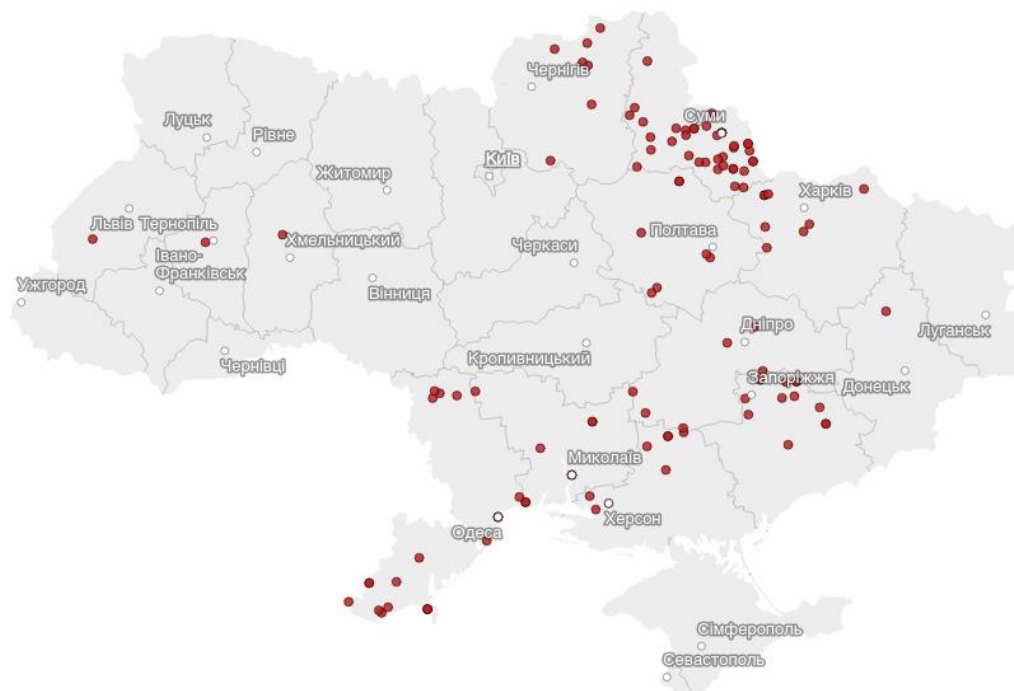 Чернігів
Суми
Луцьк
Рівне
Київ
Житомир
Харків
Львів
Тернопіль
Хмельницький
Полтава
Черкаси
Івано-
Франківськ
Ужгород
Вінниця
Дніпро
Луганськ
Кропивницький
Чернівці
Запоріжжя
Донецьк
Миколаїв
Херсон
Одеса
Сімферополь
Севастополь